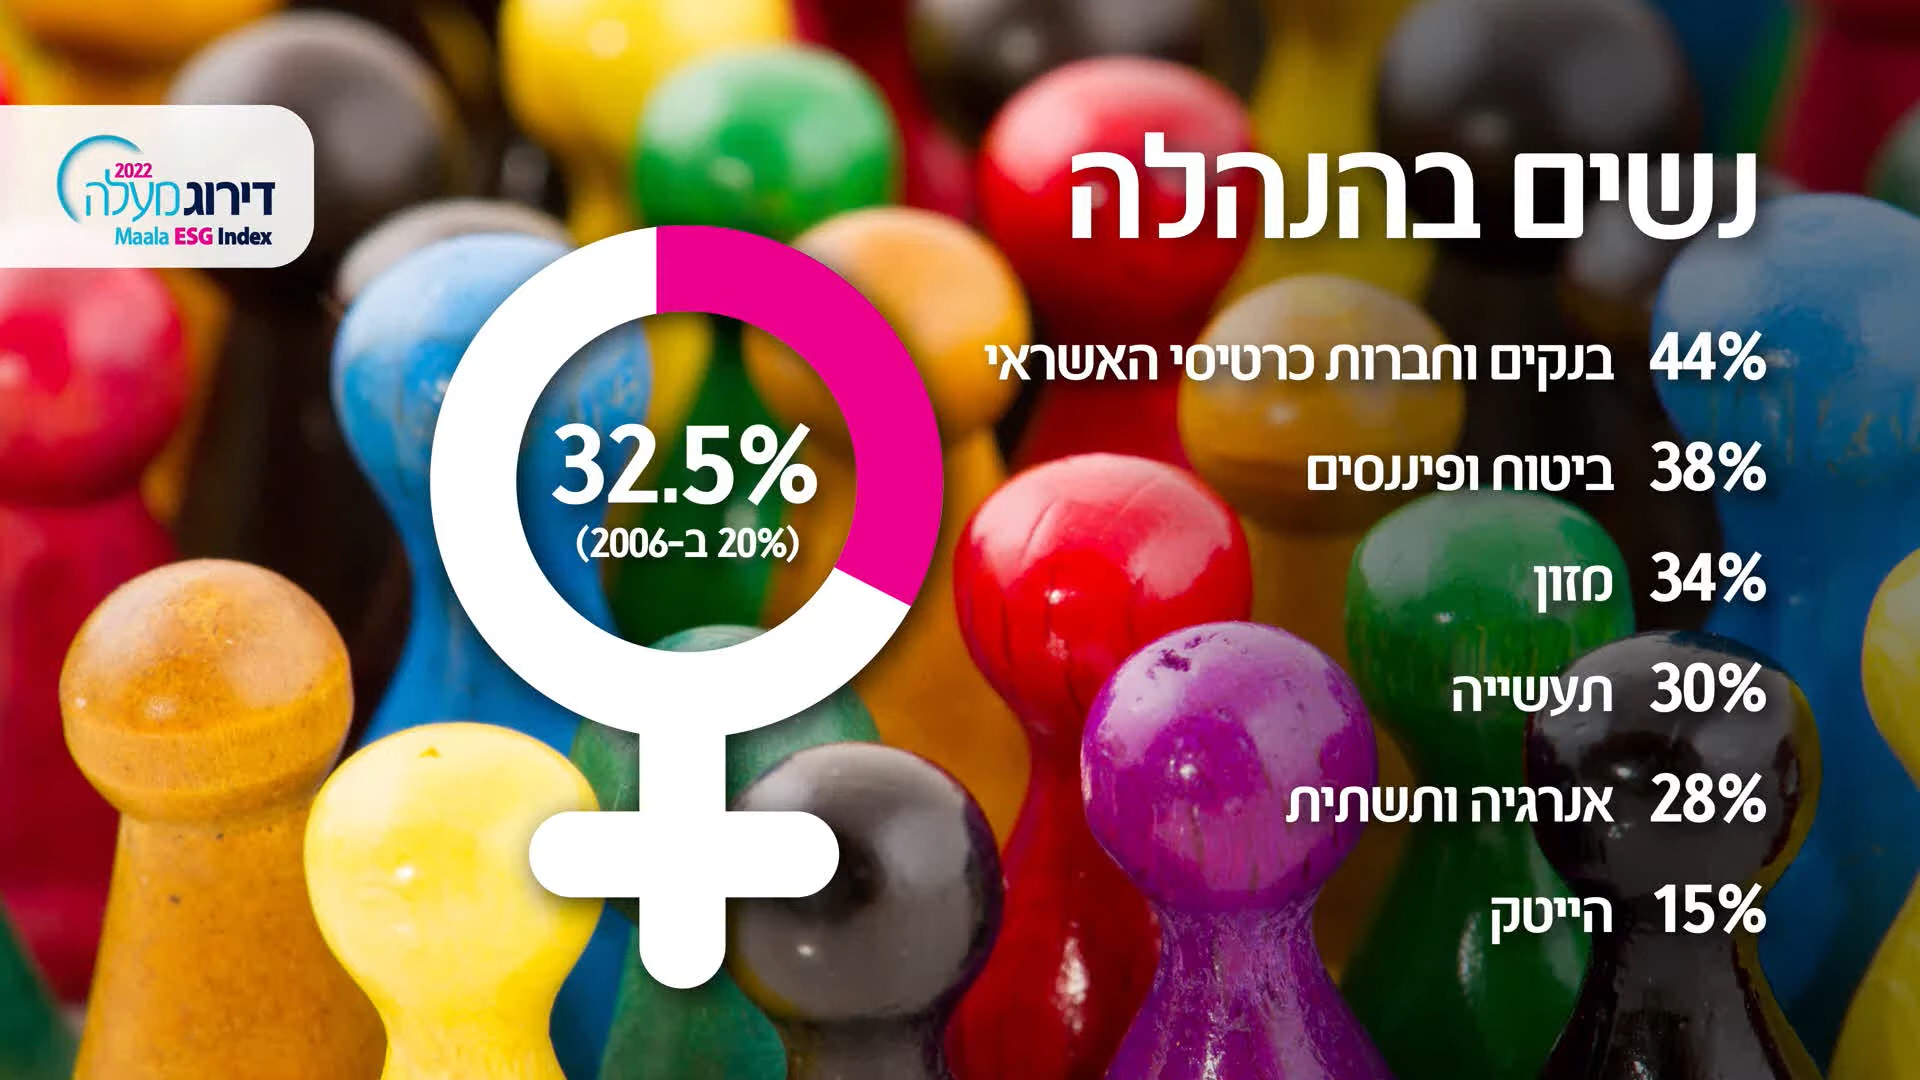 2022
דירוג מעלה
Maala ESG Index
נשים בהנהלה
44% בנקים וחברות כרטיסי האשראי
38% ביטוח ופיננסים
34% מזון
30% תעשייה
28% אנרגיה ותשתית
15% הייטק
32.5%
(20% ב-2006)